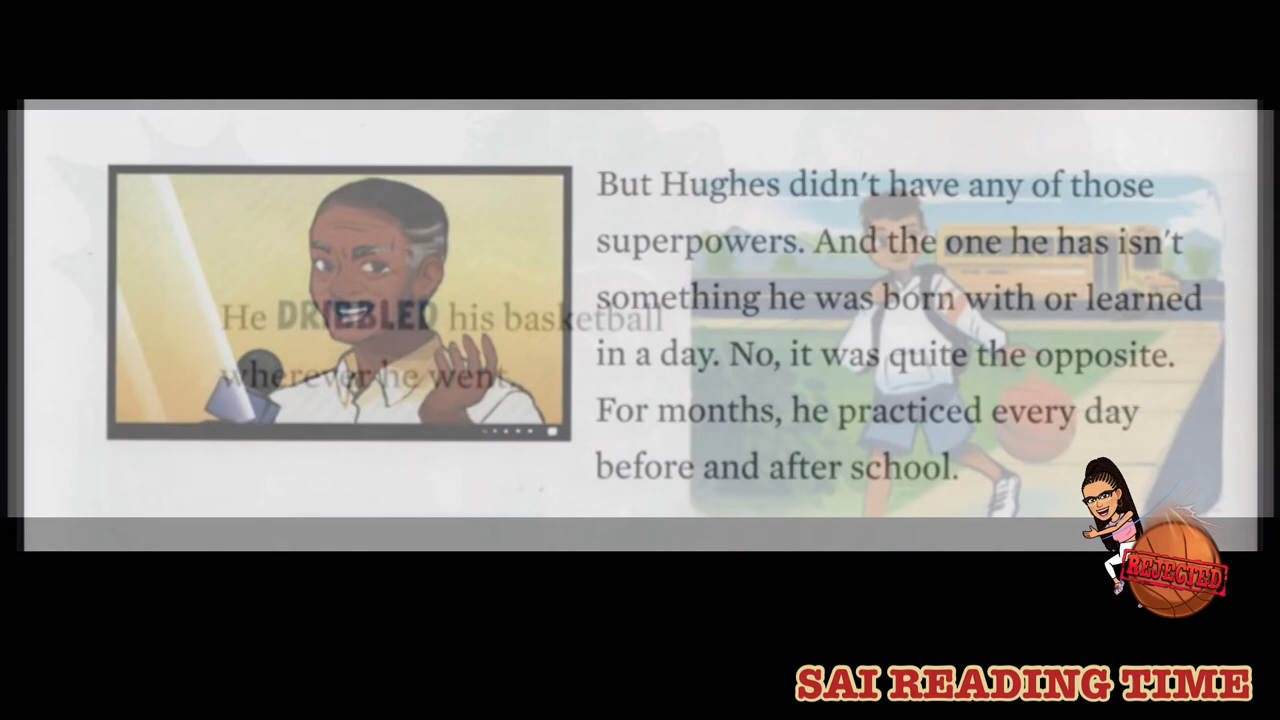 He DRIBBLED his basketball
wherever he went.
But Hughes didn't have any of those
superpowers. And the one he has isn't
something he was born with or learned
in a day. No, it was quite the opposite.
For months, he practiced every day
before and after school.
REJECTED
SAI READING TIME